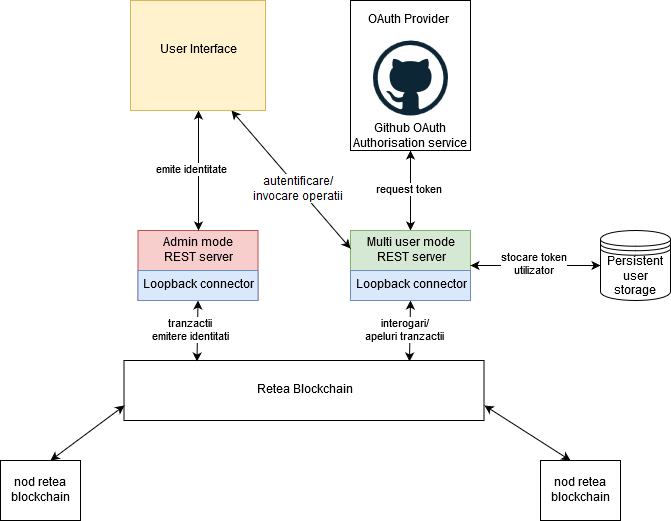 User Interface
OAuth Provider
Github OAuth
Authorisation service
emite identitate
autentificare/
invocare operatii
request token
Admin mode
REST server
Loopback connector
Multi user mode
REST server
Loopback connector
stocare token
utilizator
Persistent
user
storage
tranzactii
emitere identitati
interogari/
apeluri tranzactii
Retea Blockchain
nod retea
blockchain
nod retea
blockchain